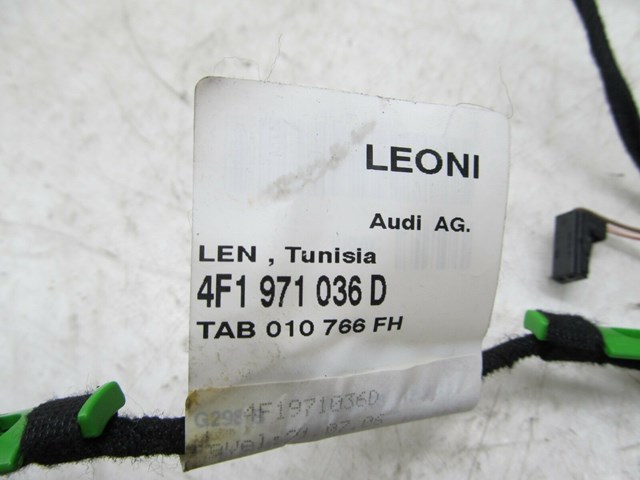 LEONI
Audi AG.
LEN , Tunisia
4F1 971 036 D
TAB 010 766 FH
4F1971036D